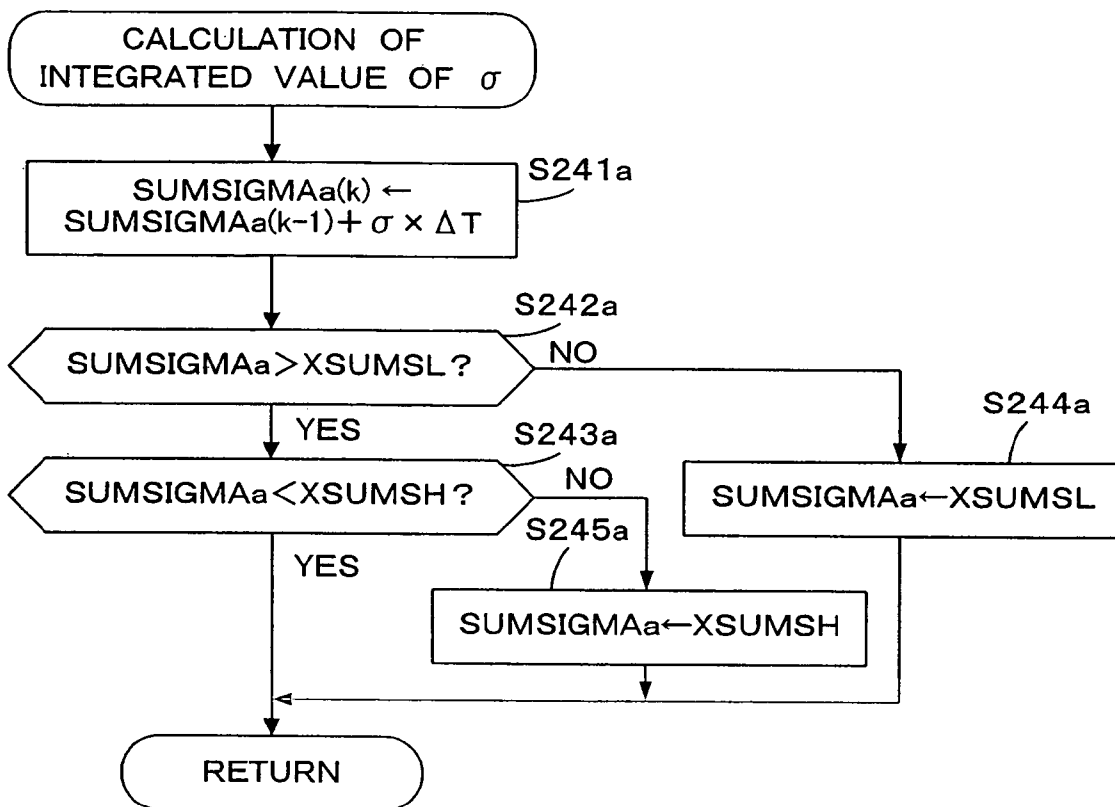 CALCULATION OF
INTEGRATED VALUE OF σ
S241a
SUMSIGMAa(k) ←
SUMSIGMAa(k-1)+ σ × ΔT
S242a
SUMSIGMAa>XSUMSL?
NO
YES
S244a
SUMSIGMAa←XSUMSL
S243a
SUMSIGMAa<XSUMSH?
NO
YES
S245a
SUMSIGMAa←XSUMSH
RETURN